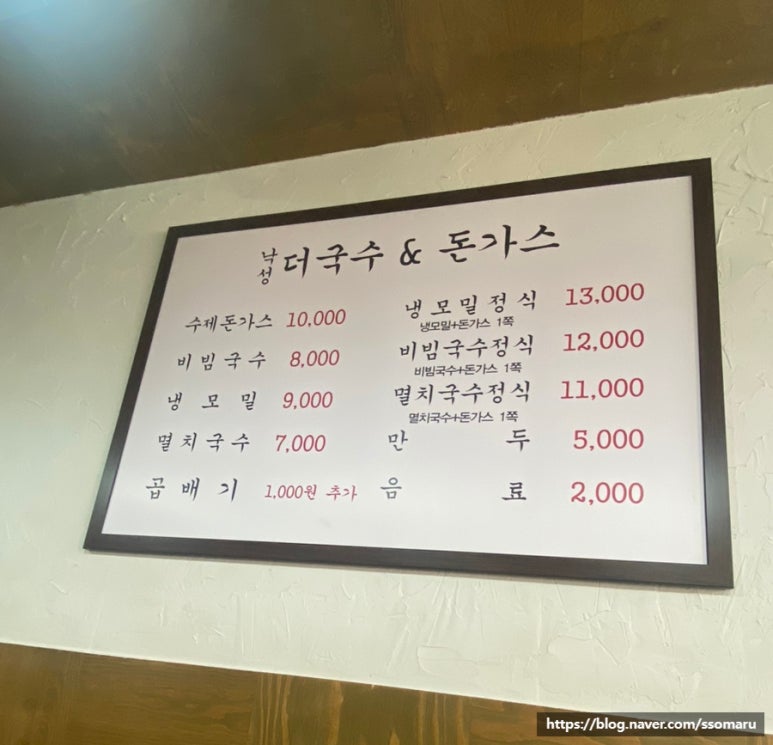 낙성 더국수 & 돈가스
수제돈가스 10,000
비빔국수 8,000
냉모밀 9,000
멸치국수 7,000
곱배기 1,000원 추가
냉모밀정식 13,000
냉모밀+돈가스 1쪽
비빔국수정식 12,000
비빔국수+돈가스 1쪽
멸치국수정식 11,000
멸치국수+돈가스 1쪽
만두 5,000
음료 2,000
https://blog.naver.com/ssomaru